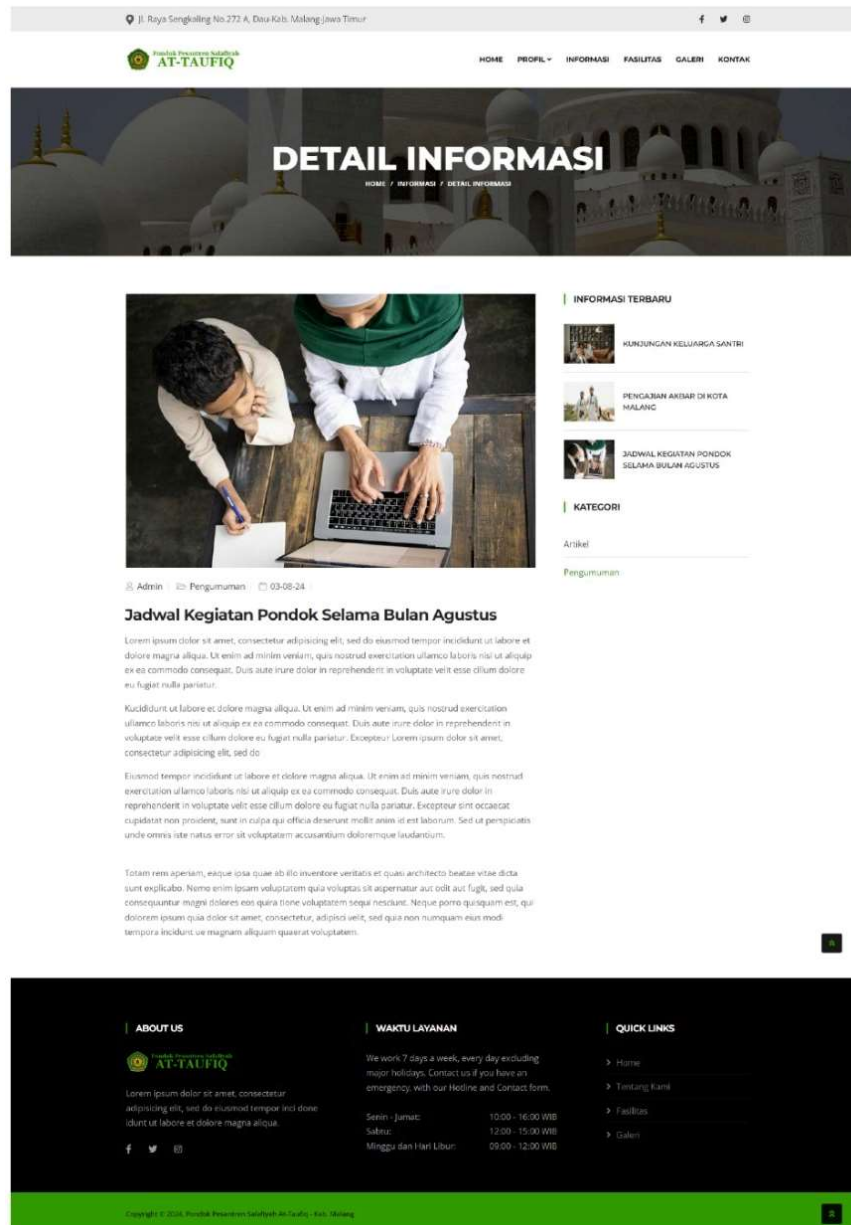 Jl. Raya Sengkaling No.272 A, Dau-Kab. Malang-Jawa Timur
Pondok Pesantren Salafiyah
AT-TAUFIQ
HOME PROFIL INFORMASI FASILITAS GALERI KONTAK
DETAIL INFORMASI
HOME / INFORMASI / DETAIL INFORMASI
Admin Pengumuman 03-08-24
Jadwal Kegiatan Pondok Selama Bulan Agustus
Lorem ipsum dolor sit amet, consectetur adipisicing elit, sed do eiusmod tempor incididunt ut labore et
dolore magna aliqua. Ut enim ad minim veniam, quis nostrud exercitation ullamco laboris nisi ut aliquip
ex ea commodo consequat. Duis aute irure dolor in reprehenderit in voluptate velit esse cillum dolore
eu fugiat nulla pariatur.
Kucididunt ut labore et dolore magna aliqua. Ut enim ad minim veniam, quis nostrud exercitation
ullamco laboris nisi ut aliquip ex ea commodo consequat. Duis aute irure dolor in reprehenderit in
voluptate velit esse cillum dolore eu fugiat nulla pariatur. Excepteur Lorem ipsum dolor sit amet,
consectetur adipisicing elit, sed do
Eiusmod tempor incididunt ut labore et dolore magna aliqua. Ut enim ad minim veniam, quis nostrud
exercitation ullamco laboris nisi ut aliquip ex ea commodo consequat. Duis aute irure dolor in
reprehenderit in voluptate velit esse cillum dolore eu fugiat nulla pariatur. Excepteur sint occaecat
cupidatat non proident, sunt in culpa qui officia deserunt mollit anim id est laborum. Sed ut perspiciatis
unde omnis iste natus error sit voluptatem accusantium doloremque laudantium.
Totam rem aperiam, eaque ipsa quae ab illo inventore veritatis et quasi architecto beatae vitae dicta
sunt explicabo. Nemo enim ipsam voluptatem quia voluptas sit aspernatur aut odit aut fugit, sed quia
consequuntur magni dolores eos quira tione voluptatem sequi nesciunt. Neque porro quisquam est, qui
dolorem ipsum quia dolor sit amet, consectetur, adipisci velit, sed quia non numquam eius modi
tempora incidunt ue magnam aliquam quaerat voluptatem.
INFORMASI TERBARU
KUNJUNGAN KELUARGA SANTRI
PENGAJIAN AKBAR DI KOTA
MALANG
JADWAL KEGIATAN PONDOK
SELAMA BULAN AGUSTUS
KATEGORI
Artikel
Pengumuman
ABOUT US
Pondok Pesantren Salafiyah
AT-TAUFIQ
Lorem ipsum dolor sit amet, consectetur
adipisicing elit, sed do eiusmod tempor inci done
idunt ut labore et dolore magna aliqua.
WAKTU LAYANAN
We work 7 days a week, every day excluding
major holidays. Contact us if you have an
emergency, with our Hotline and Contact form.
Senin - Jumat: 10:00 - 16:00 WIB
Sabtu: 12:00 - 15:00 WIB
Minggu dan Hari Libur: 09:00 - 12:00 WIB
QUICK LINKS
Home
Tentang Kami
Fasilitas
Galeri
Copyright © 2024, Pondok Pesantren Salafiyah At-Taufiq - Kab. Malang